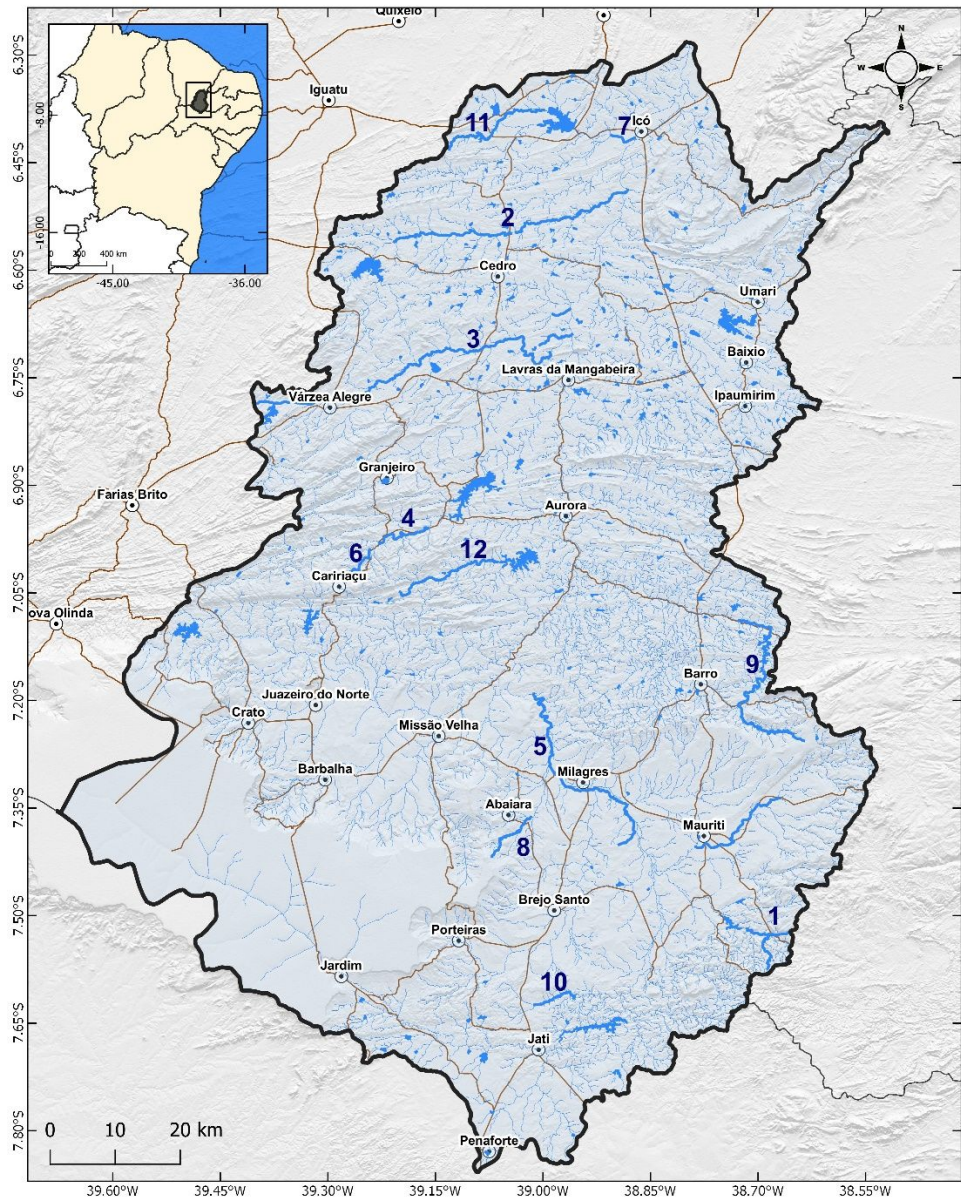 Quixelô
6.30°S
-8.00
Iguatu
11
7
Icó
N
W
E
S
6.45°S
-16.00
0
200
400 km
-45.00
-36.00
2
6.60°S
Cedro
Umari
3
Baixio
6.75°S
Lavras da Mangabeira
Várzea Alegre
Ipaumirim
Granjeiro
6.90°S
Farias Brito
4
Aurora
6
12
7.05°S
Caririaçu
ova Olinda
9
Barro
7.20°S
Juazeiro do Norte
Crato
Missão Velha
5
Barbalha
Milagres
7.35°S
Abaiara
Mauriti
8
7.50°S
Brejo Santo
1
Porteiras
Jardim
10
7.65°S
Jati
7.80°S
0
10
20 km
Penaforte
39.60°W
39.45°W
39.30°W
39.15°W
39.00°W
38.85°W
38.70°W
38.55°W